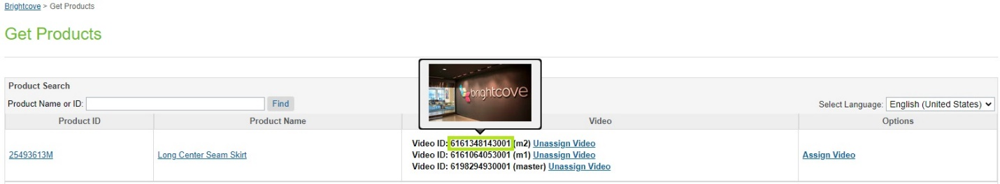 Brightcove > Get Products
Get Products
brightcove
Product Search
Product Name or ID: Find
Select Language: English (United States)
Product ID Product Name Video Options
25493613M Long Center Seam Skirt
Video ID: 6161348143001 (m2) Unassign Video
Video ID: 6161064053001 (m1) Unassign Video
Video ID: 6198294930001 (master) Unassign Video
Assign Video